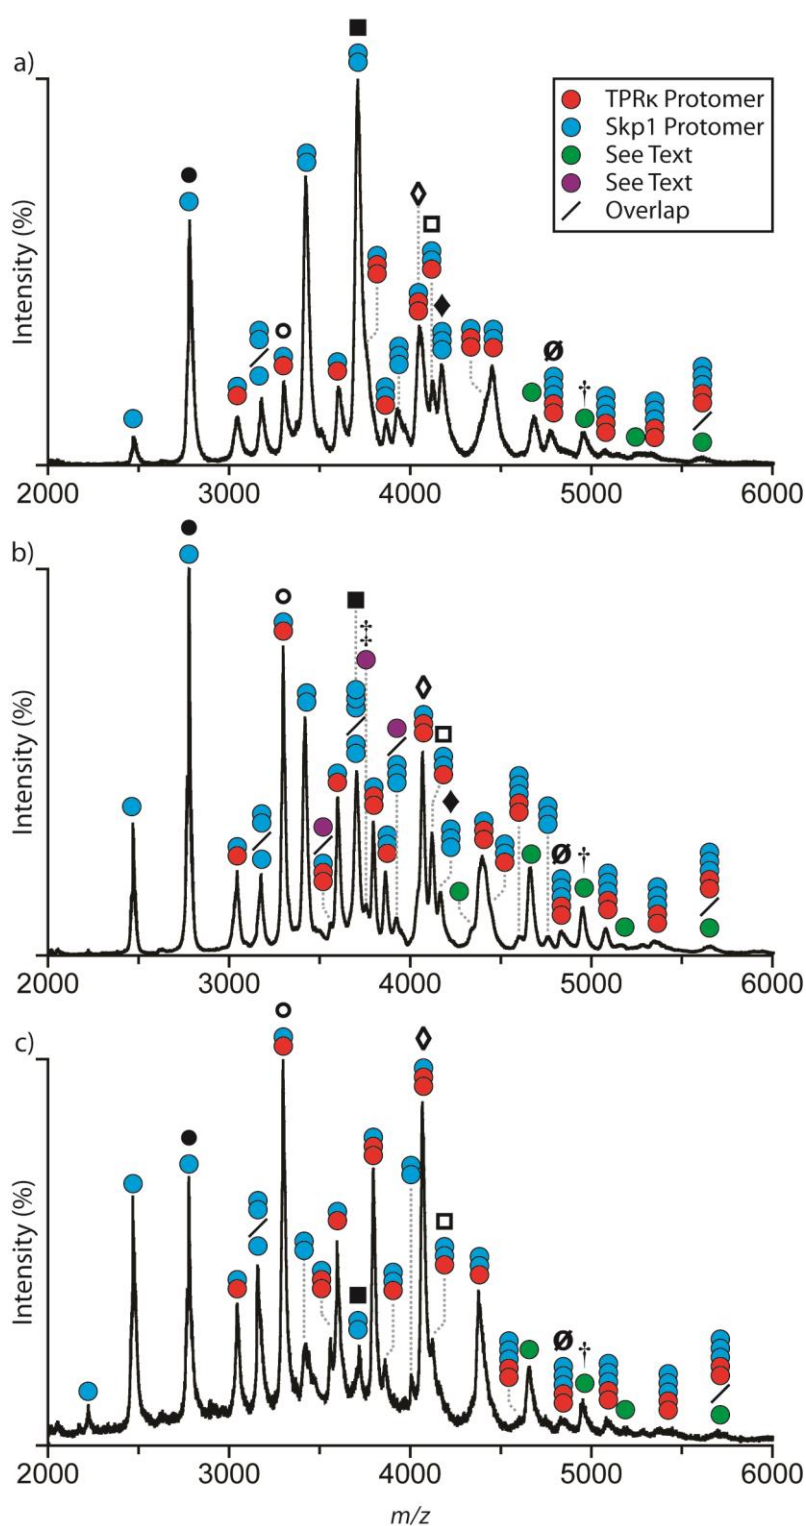 a)
TPRκ Protomer
Skp1 Protomer
See Text
See Text
Overlap
Intensity (%)
Ø
†
2000 3000 4000 5000 6000
b)
‡
Intensity (%)
Ø †
2000 3000 4000 5000 6000
c)
Intensity (%)
Ø †
2000 3000 4000 5000 6000
m/z